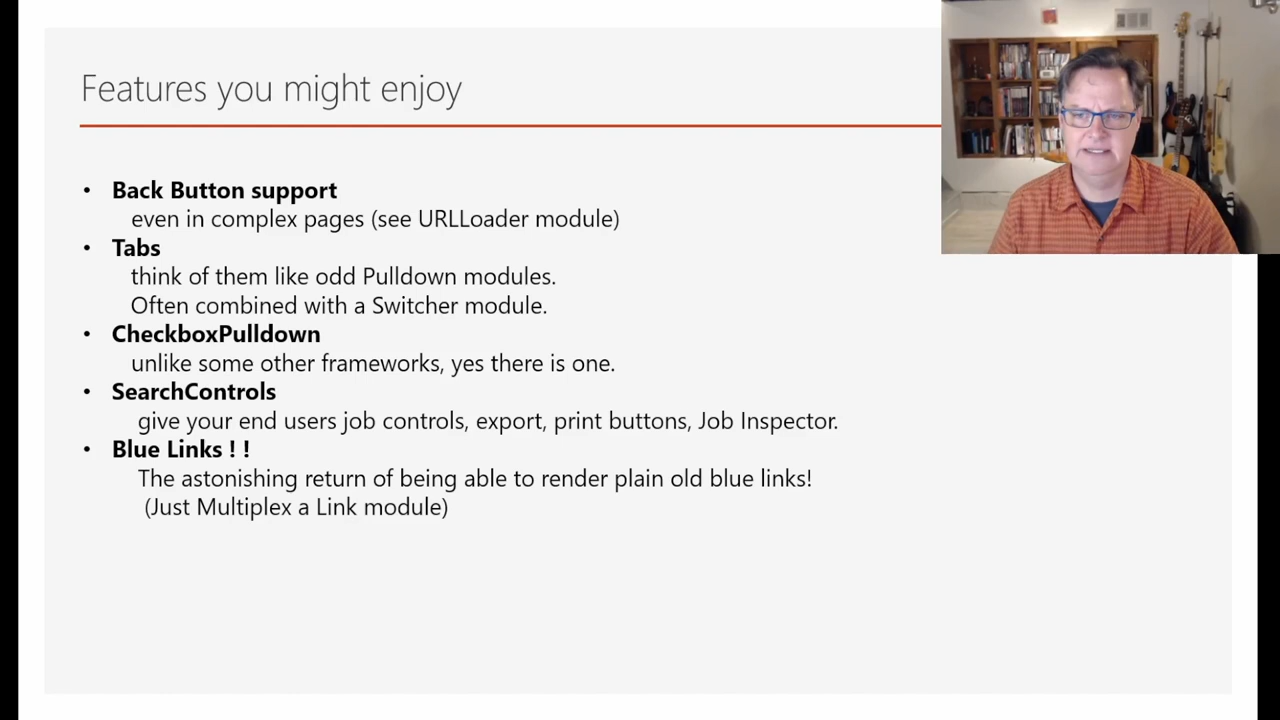 Features you might enjoy
• Back Button support
even in complex pages (see URLLoader module)
• Tabs
think of them like odd Pulldown modules.
Often combined with a Switcher module.
• CheckboxPulldown
unlike some other frameworks, yes there is one.
• SearchControls
give your end users job controls, export, print buttons, Job Inspector.
• Blue Links ! !
The astonishing return of being able to render plain old blue links!
(Just Multiplex a Link module)